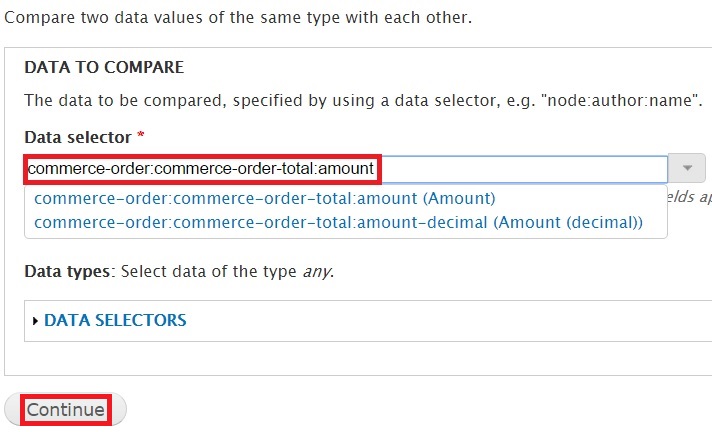 Compare two data values of the same type with each other.
DATA TO COMPARE
The data to be compared, specified by using a data selector, e.g. "node:author:name".
Data selector *
commerce-order:commerce-order-total:amount
commerce-order:commerce-order-total:amount (Amount)
commerce-order:commerce-order-total:amount-decimal (Amount (decimal))
Data types: Select data of the type any.
DATA SELECTORS
Continue